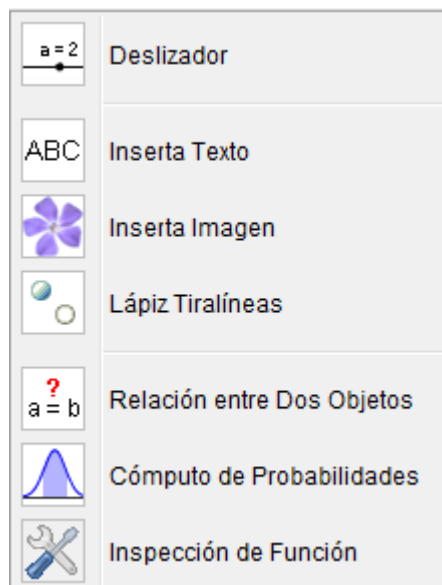 a = 2
Deslizador
ABC
Inserta Texto
Inserta Imagen
Lápiz Tiralíneas
?
a = b
Relación entre Dos Objetos
Cómputo de Probabilidades
Inspección de Función